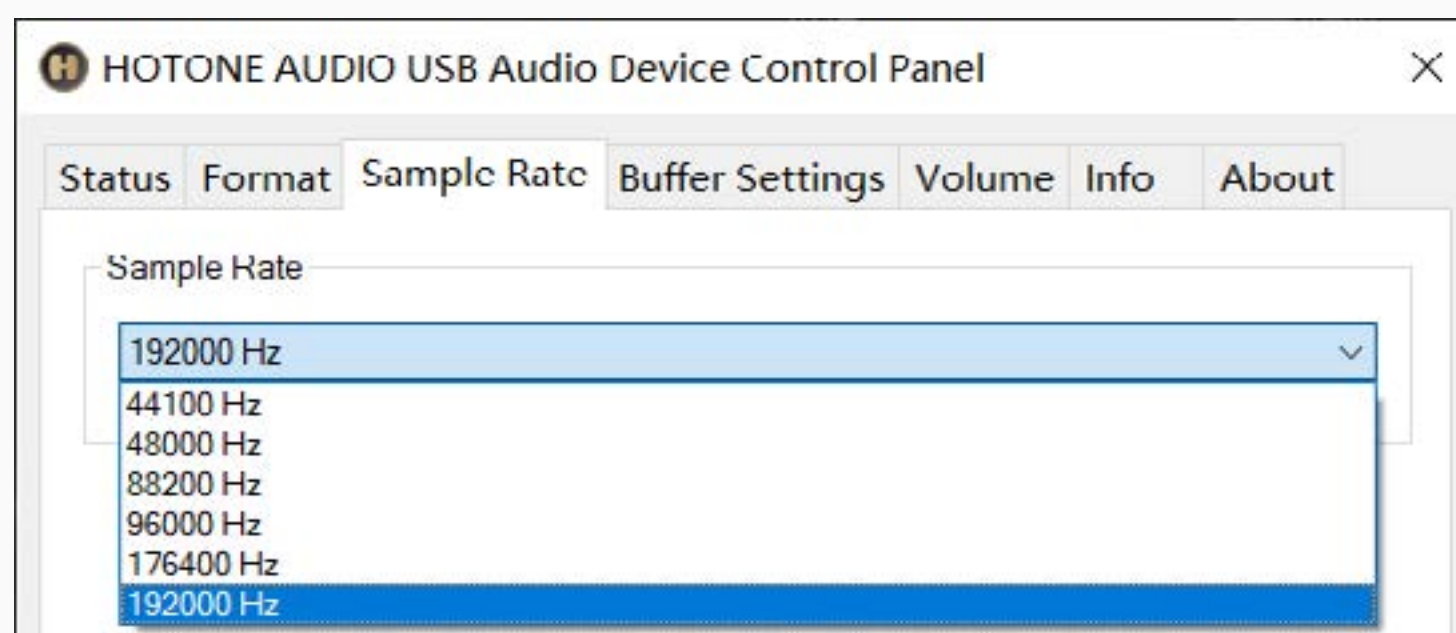 HOTONE AUDIO USB Audio Device Control Panel
Status Format Sample Rate Buffer Settings Volume Info About
Sample Rate
192000 Hz
44100 Hz
48000 Hz
88200 Hz
96000 Hz
176400 Hz
192000 Hz